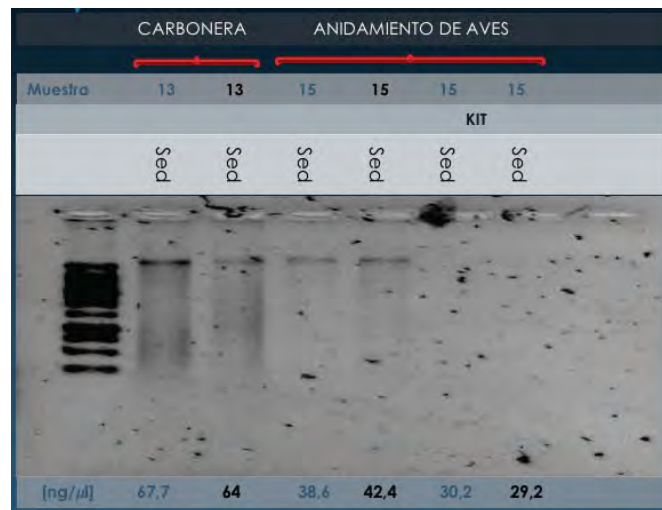 CARBONERA ANIDAMIENTO DE AVES
Muestra 13 13 15 15 15 15
KIT
Sed Sed Sed Sed Sed Sed
[ng/µl] 67,7 64 38,6 42,4 30,2 29,2